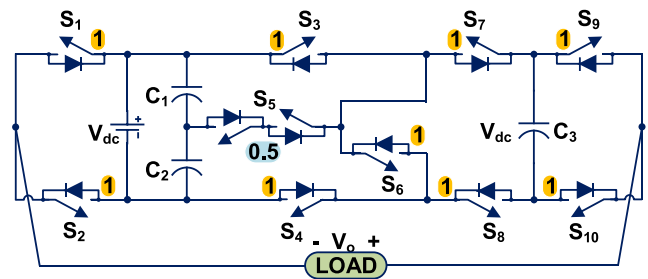 S1 1 S3 1 S7 1 S9 1
C1 S5
Vdc 0.5 Vdc C3
C2 1 S6
1 1 1 1
S2 S4 S8 S10
- Vo +
LOAD